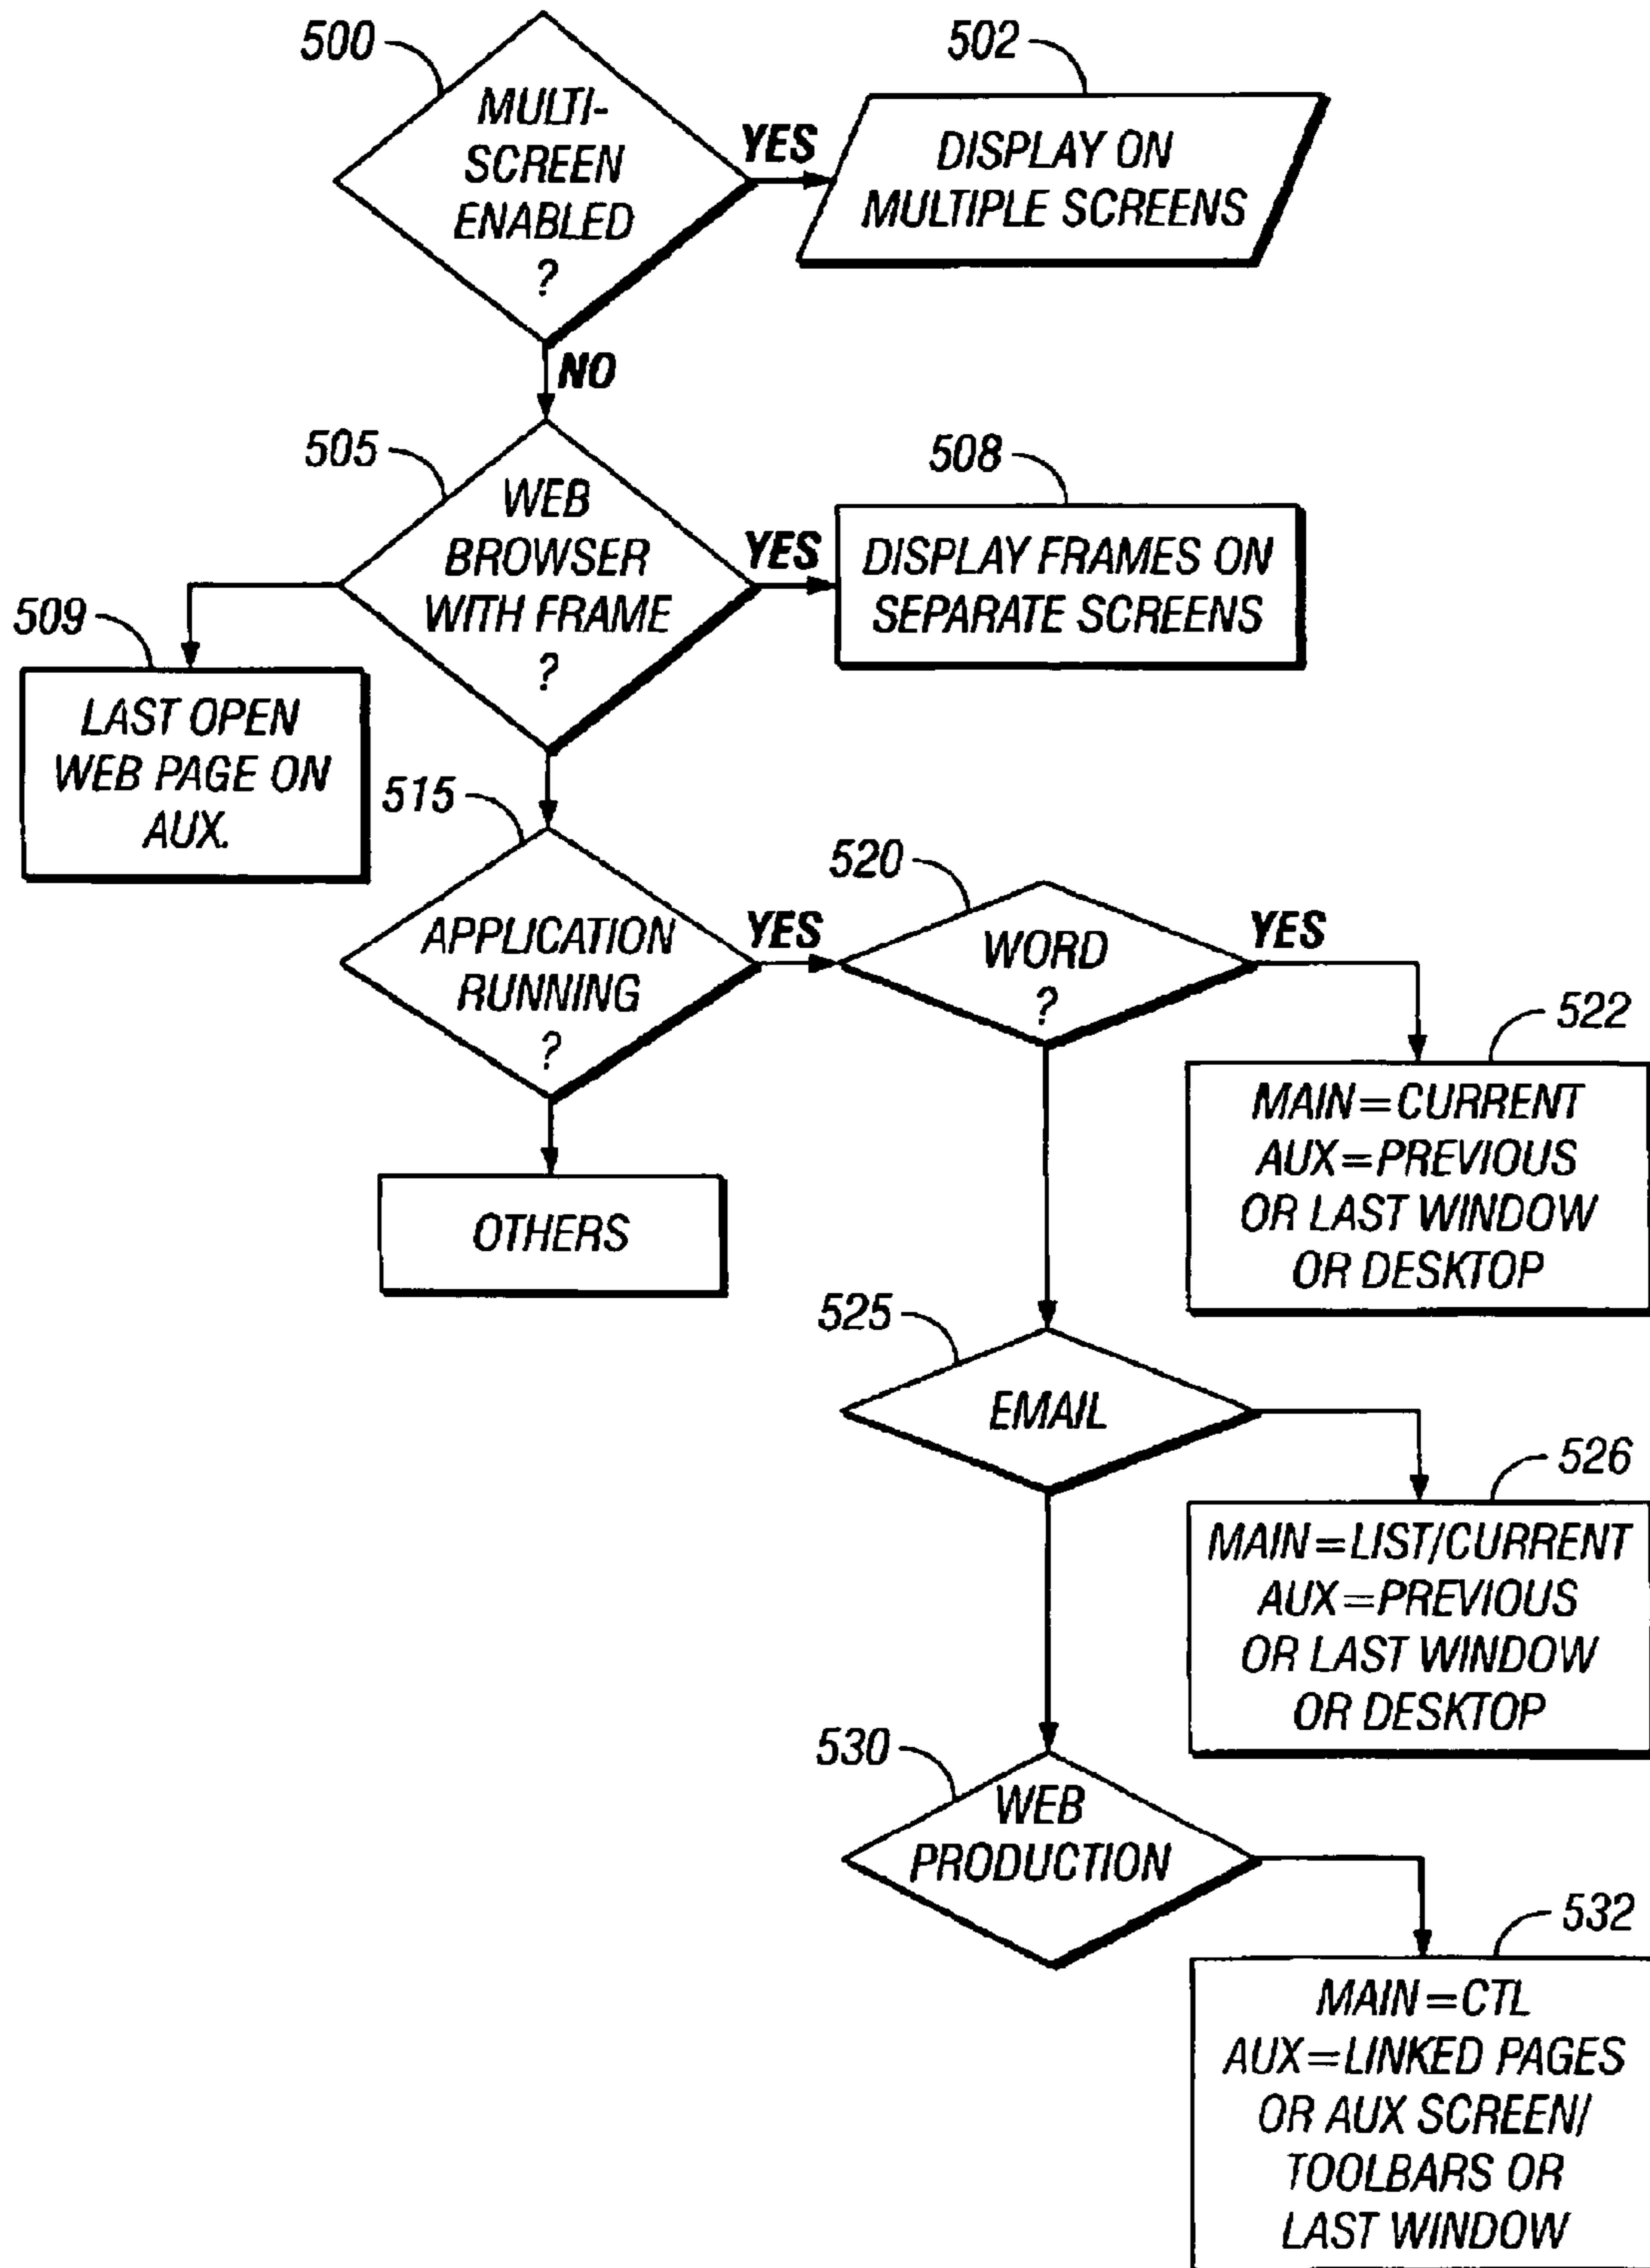 500
MULTI-
SCREEN
ENABLED
?
YES
502
DISPLAY ON
MULTIPLE SCREENS
NO
505
WEB
BROWSER
WITH FRAME
?
YES
508
DISPLAY FRAMES ON
SEPARATE SCREENS
509
LAST OPEN
WEB PAGE ON
AUX.
515
APPLICATION
RUNNING
?
YES
520
WORD
?
YES
522
MAIN=CURRENT
AUX=PREVIOUS
OR LAST WINDOW
OR DESKTOP
OTHERS
525
EMAIL
526
MAIN=LIST/CURRENT
AUX=PREVIOUS
OR LAST WINDOW
OR DESKTOP
530
WEB
PRODUCTION
532
MAIN=CTL
AUX=LINKED PAGES
OR AUX SCREEN/
TOOLBARS OR
LAST WINDOW